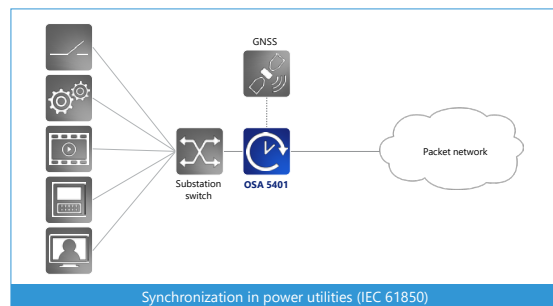 GNSS
Packet network
Substation
switch
OSA 5401
Synchronization in power utilities (IEC 61850)